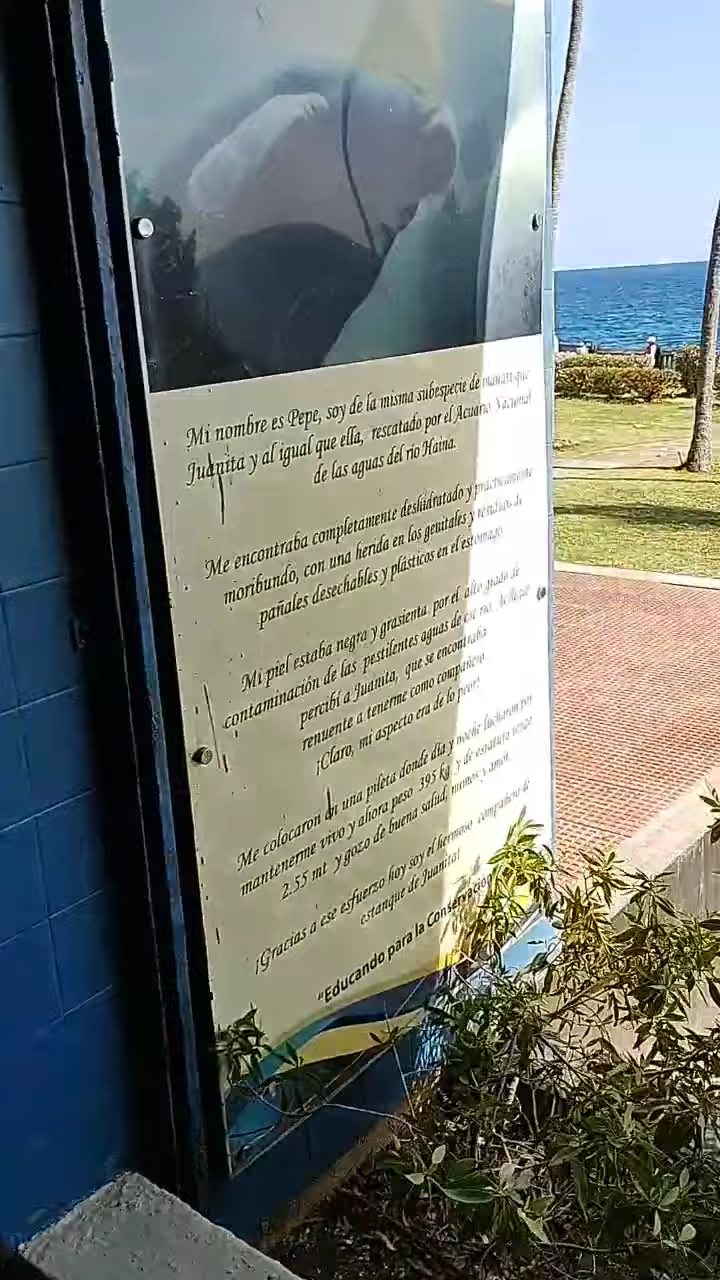 Mi nombre es Pepe, soy de la misma subespecie de manatí que
Juanita y al igual que ella, rescatado por el Acuario Nacional
de las aguas del río Haina.
Me encontraba completamente deshidratado y prácticamente
moribundo, con una herida en los genitales y residuos de
pañales desechables y plásticos en el estómago.
Mi piel estaba negra y grasienta por el alto grado de
contaminación de las pestilentes aguas de ese río. Al llegar
percibí a Juanita, que se encontraba
renuente a tenerme como compañero...
¡Claro, mi aspecto era de lo peor!
Me colocaron en una pileta donde día y noche lucharon por
mantenerme vivo y ahora peso 395 kg y de estatura tengo
2.55 mt y gozo de buena salud, mimos y amor.
¡Gracias a ese esfuerzo hoy soy el hermoso compañero de
estanque de Juanita!
"Educando para la Conservación